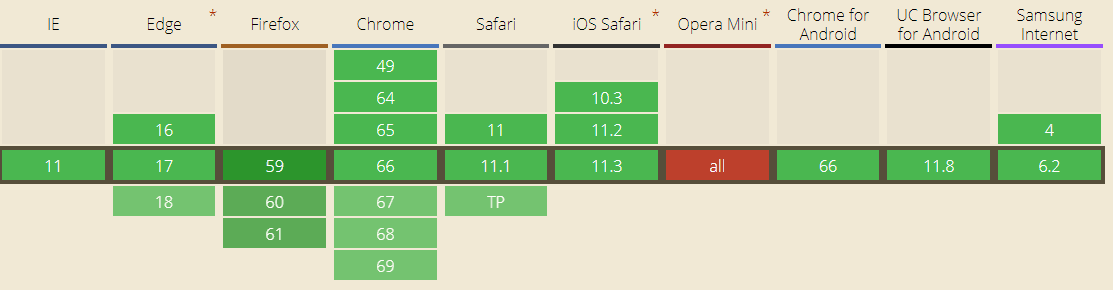 IE Edge * Firefox Chrome Safari iOS Safari * Opera Mini * Chrome for Android UC Browser for Android Samsung Internet
49
64 10.3
16 65 11 11.2 4
11 17 59 66 11.1 11.3 all 66 11.8 6.2
18 60 67 TP
61 68
69